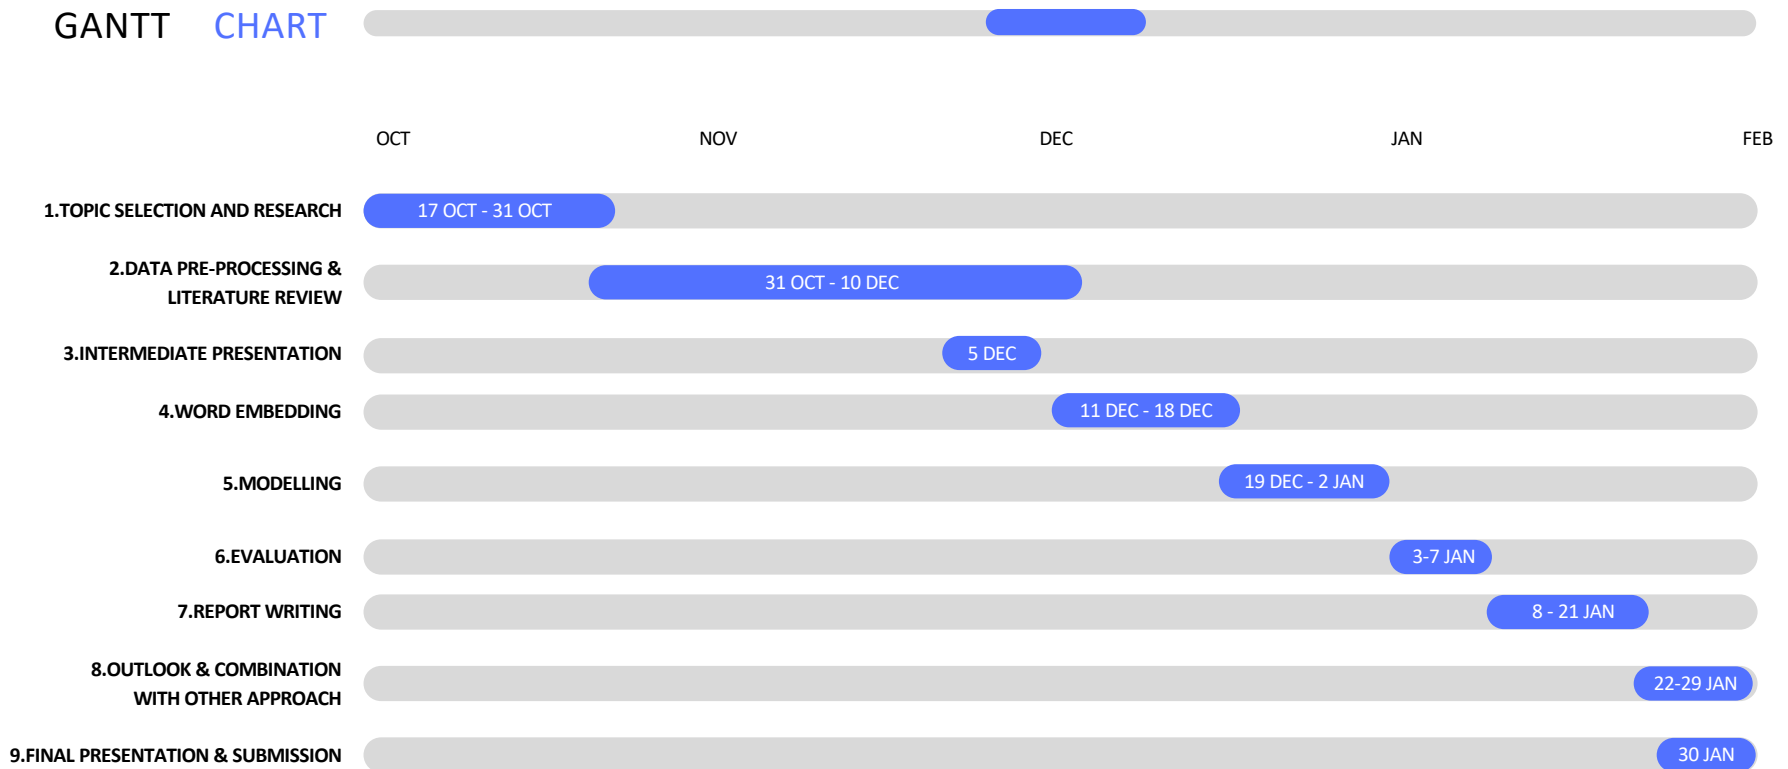 GANTT CHART
OCT NOV DEC JAN FEB
1.TOPIC SELECTION AND RESEARCH
17 OCT - 31 OCT
2.DATA PRE-PROCESSING &
LITERATURE REVIEW
31 OCT - 10 DEC
3.INTERMEDIATE PRESENTATION
5 DEC
4.WORD EMBEDDING
11 DEC - 18 DEC
5.MODELLING
19 DEC - 2 JAN
6.EVALUATION
3-7 JAN
7.REPORT WRITING
8 - 21 JAN
8.OUTLOOK & COMBINATION
WITH OTHER APPROACH
22-29 JAN
9.FINAL PRESENTATION & SUBMISSION
30 JAN